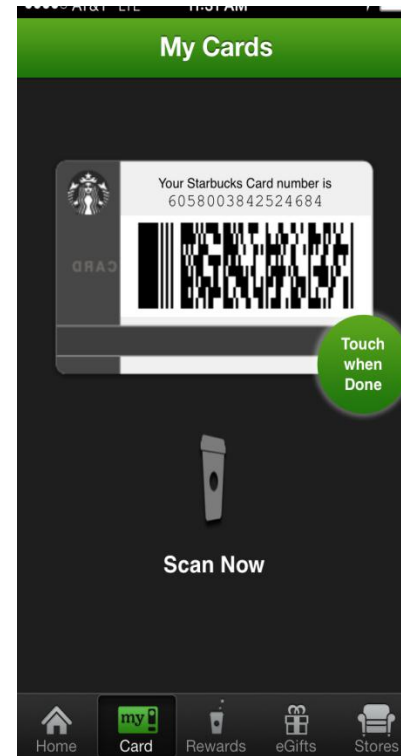 My Cards
Your Starbucks Card number is
6058003842524684
CARD
Touch
when
Done
Scan Now
my
Home Card Rewards eGifts Stores